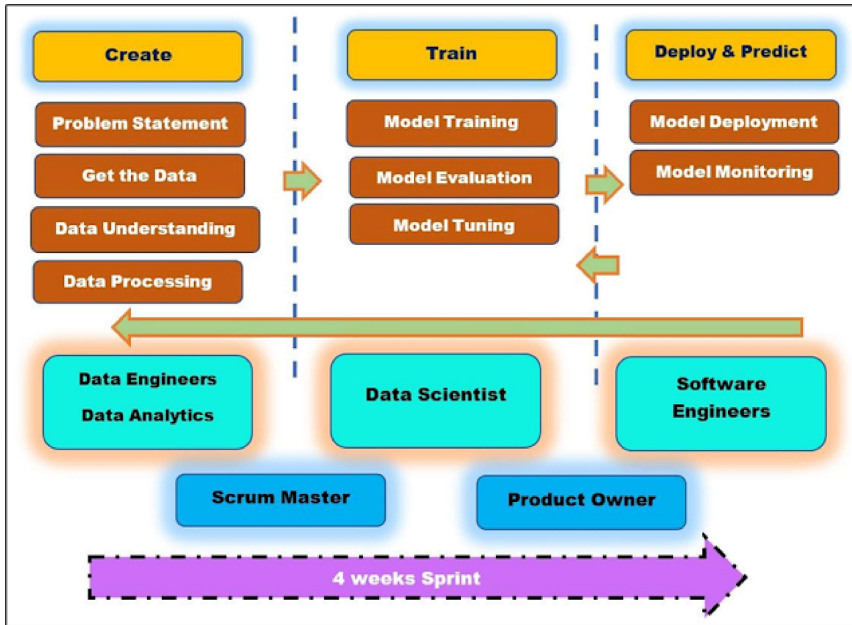 Create
Train
Deploy & Predict
Problem Statement
Get the Data
Data Understanding
Data Processing
Model Training
Model Evaluation
Model Tuning
Model Deployment
Model Monitoring
Data Engineers
Data Analytics
Data Scientist
Software
Engineers
Scrum Master
Product Owner
4 weeks Sprint